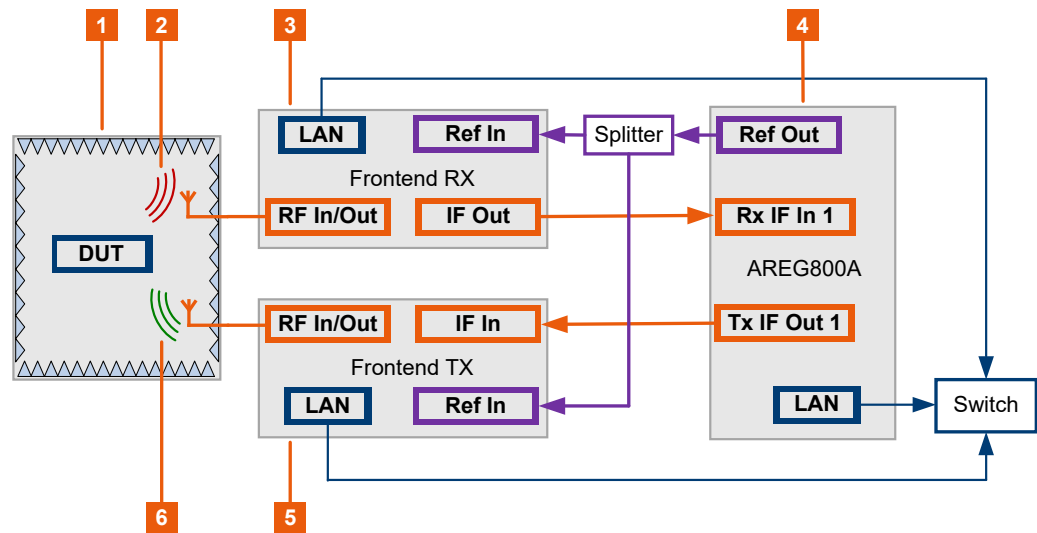 1
2
3
4
LAN
Ref In
Splitter
Ref Out
Frontend RX
RF In/Out
IF Out
Rx IF In 1
DUT
AREG800A
RF In/Out
IF In
Tx IF Out 1
Frontend TX
LAN
Ref In
LAN
Switch
6
5